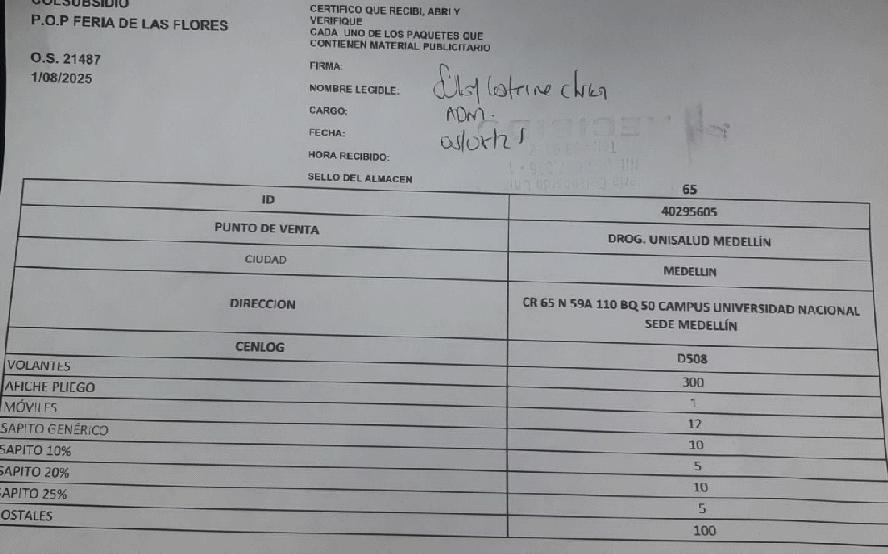 COLSUBSIDIO
P.O.P FERIA DE LAS FLORES
O.S. 21487
1/08/2025
CERTIFICO QUE RECIBI, ABRI Y
VERIFIQUE
CADA UNO DE LOS PAQUETES QUE
CONTIENEN MATERIAL PUBLICITARIO
FIRMA:
NOMBRE LEGIBLE:
CARGO: ADM.
FECHA:
HORA RECIBIDO:
SELLO DEL ALMACEN
65
ID 40295605
PUNTO DE VENTA DROG. UNISALUD MEDELLÍN
CIUDAD MEDELLIN
DIRECCION CR 65 N 59A 110 BQ 50 CAMPUS UNIVERSIDAD NACIONAL
SEDE MEDELLÍN
CENLOG D508
VOLANTES 300
AFICHE PLIEGO 1
MÓVILES 12
SAPITO GENÉRICO 10
SAPITO 10% 5
SAPITO 20% 10
SAPITO 25% 5
OSTALES 100